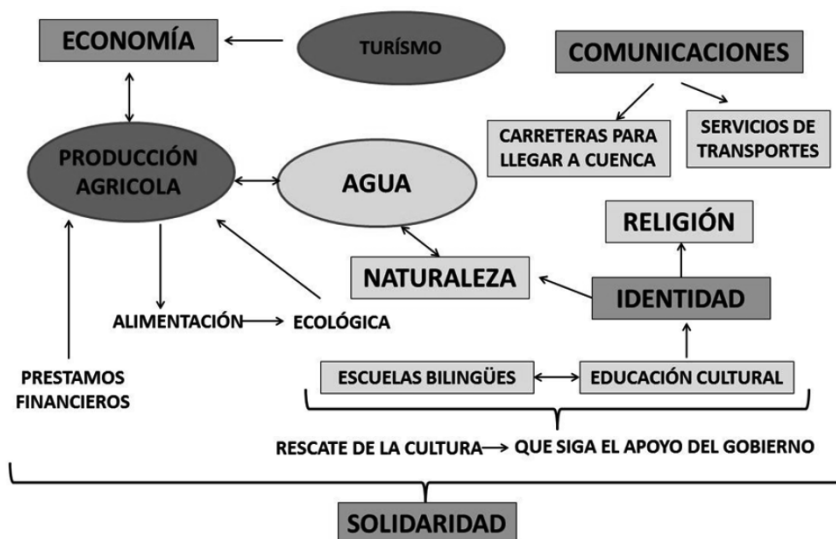 ECONOMÍA
TURÍSMO
COMUNICACIONES
CARRETERAS PARA
LLEGAR A CUENCA
SERVICIOS DE
TRANSPORTES
PRODUCCIÓN
AGRICOLA
AGUA
RELIGIÓN
NATURALEZA
IDENTIDAD
ALIMENTACIÓN
ECOLÓGICA
PRESTAMOS
FINANCIEROS
ESCUELAS BILINGÜES
EDUCACIÓN CULTURAL
RESCATE DE LA CULTURA
QUE SIGA EL APOYO DEL GOBIERNO
SOLIDARIDAD